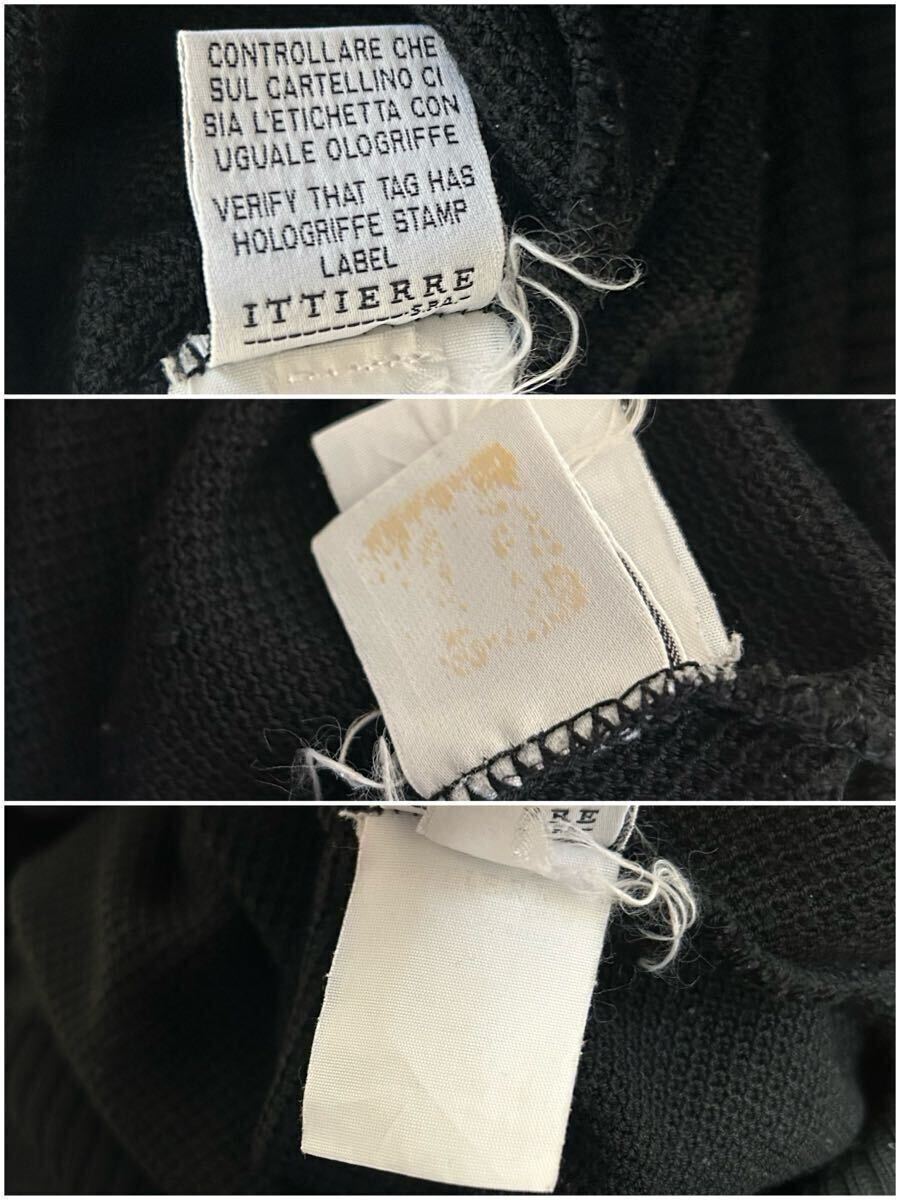 CONTROLLARE CHE
SUL CARTELLINO CI
SIA L'ETICHETTA CON
UGUALE OLOGRIFFE
VERIFY THAT TAG HAS
HOLOGRIFFE STAMP
LABEL
ITTIERRE
S.P.A.
RE